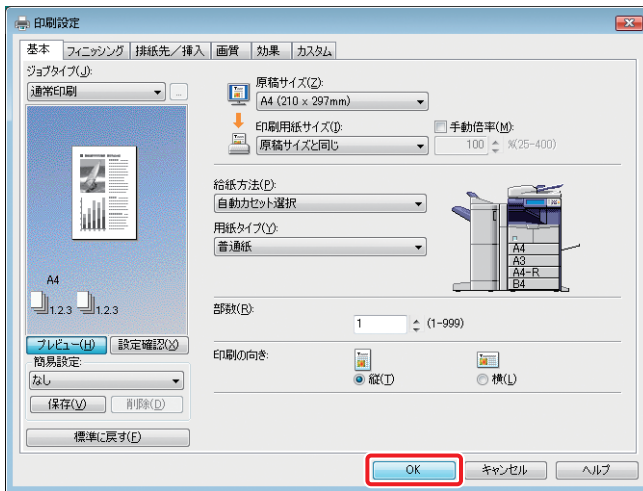 印刷設定
基本 フィニッシング 排紙先／挿入 画質 効果 カスタム
ジョブタイプ(J):
通常印刷
...
A4
1.2.3 1.2.3
プレビュー(H) 設定確認(X)
簡易設定:
なし
保存(V) 削除(D)
標準に戻す(F)
原稿サイズ(Z):
A4 (210 x 297mm)
印刷用紙サイズ(I):
原稿サイズと同じ
手動倍率(M):
100 %(25-400)
給紙方法(P):
自動カセット選択
用紙タイプ(Y):
普通紙
A4
A3
A4-R
B4
部数(R):
1 (1-999)
印刷の向き:
縦(T) 横(L)
OK キャンセル ヘルプ